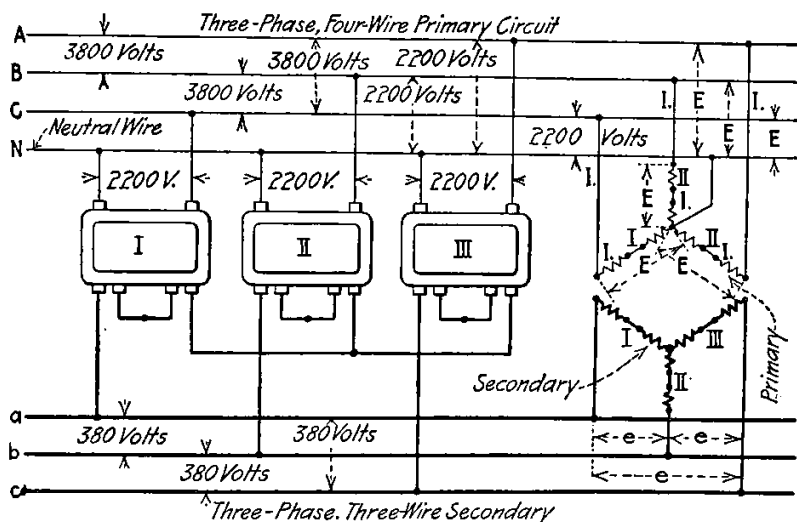 Three-Phase, Four-Wire Primary Circuit
A
3800 Volts
3800 Volts
2200 Volts
B
3800 Volts
2200 Volts
I.
E
E
I.
C
Neutral Wire
2200 Volts
E
N
2200 V.
2200 V.
2200 V.
I.
E
II
I.
I
II
III
I.
I
II
I.
E
E
I
III
Secondary
II
Primary
a
380 Volts
380 Volts
e
e
b
380 Volts
e
c
Three-Phase. Three-Wire Secondary